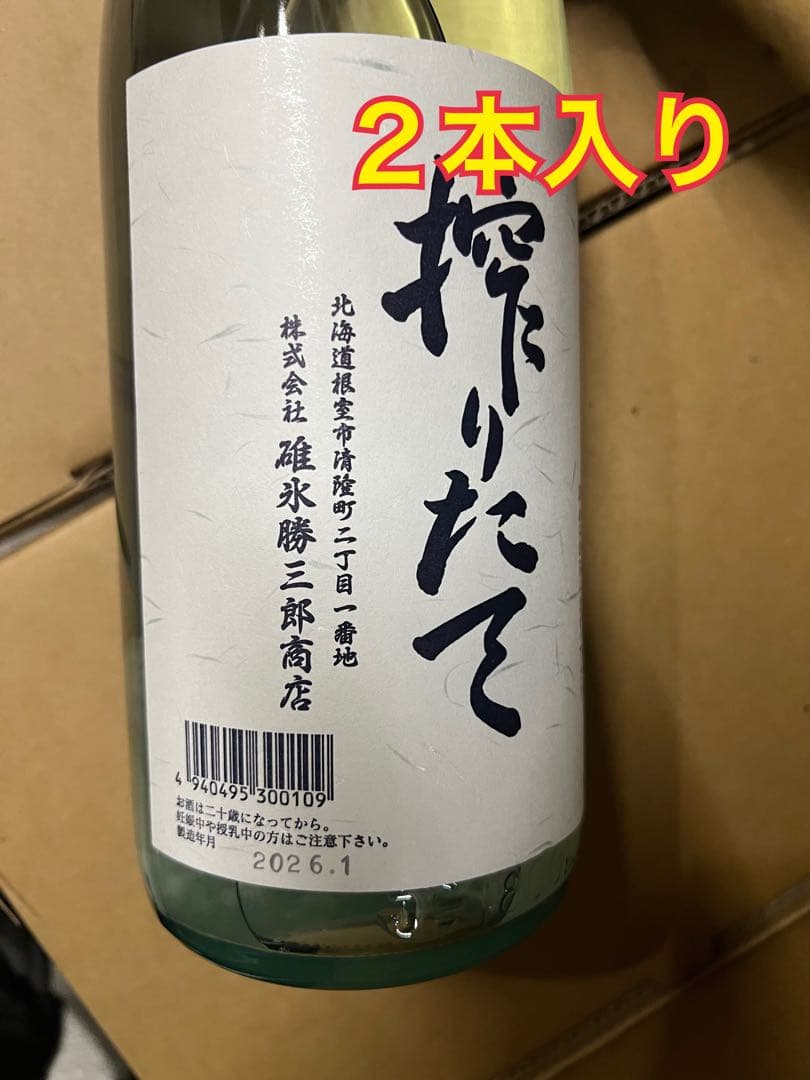 2本入り
搾りたて
北海道根室市清隆町二丁目一番地
株式会社 碓氷勝三郎商店
4 940495 300109
お酒は二十歳になってから。
妊娠中や授乳中の方はご注意下さい。
製造年月 2026.1